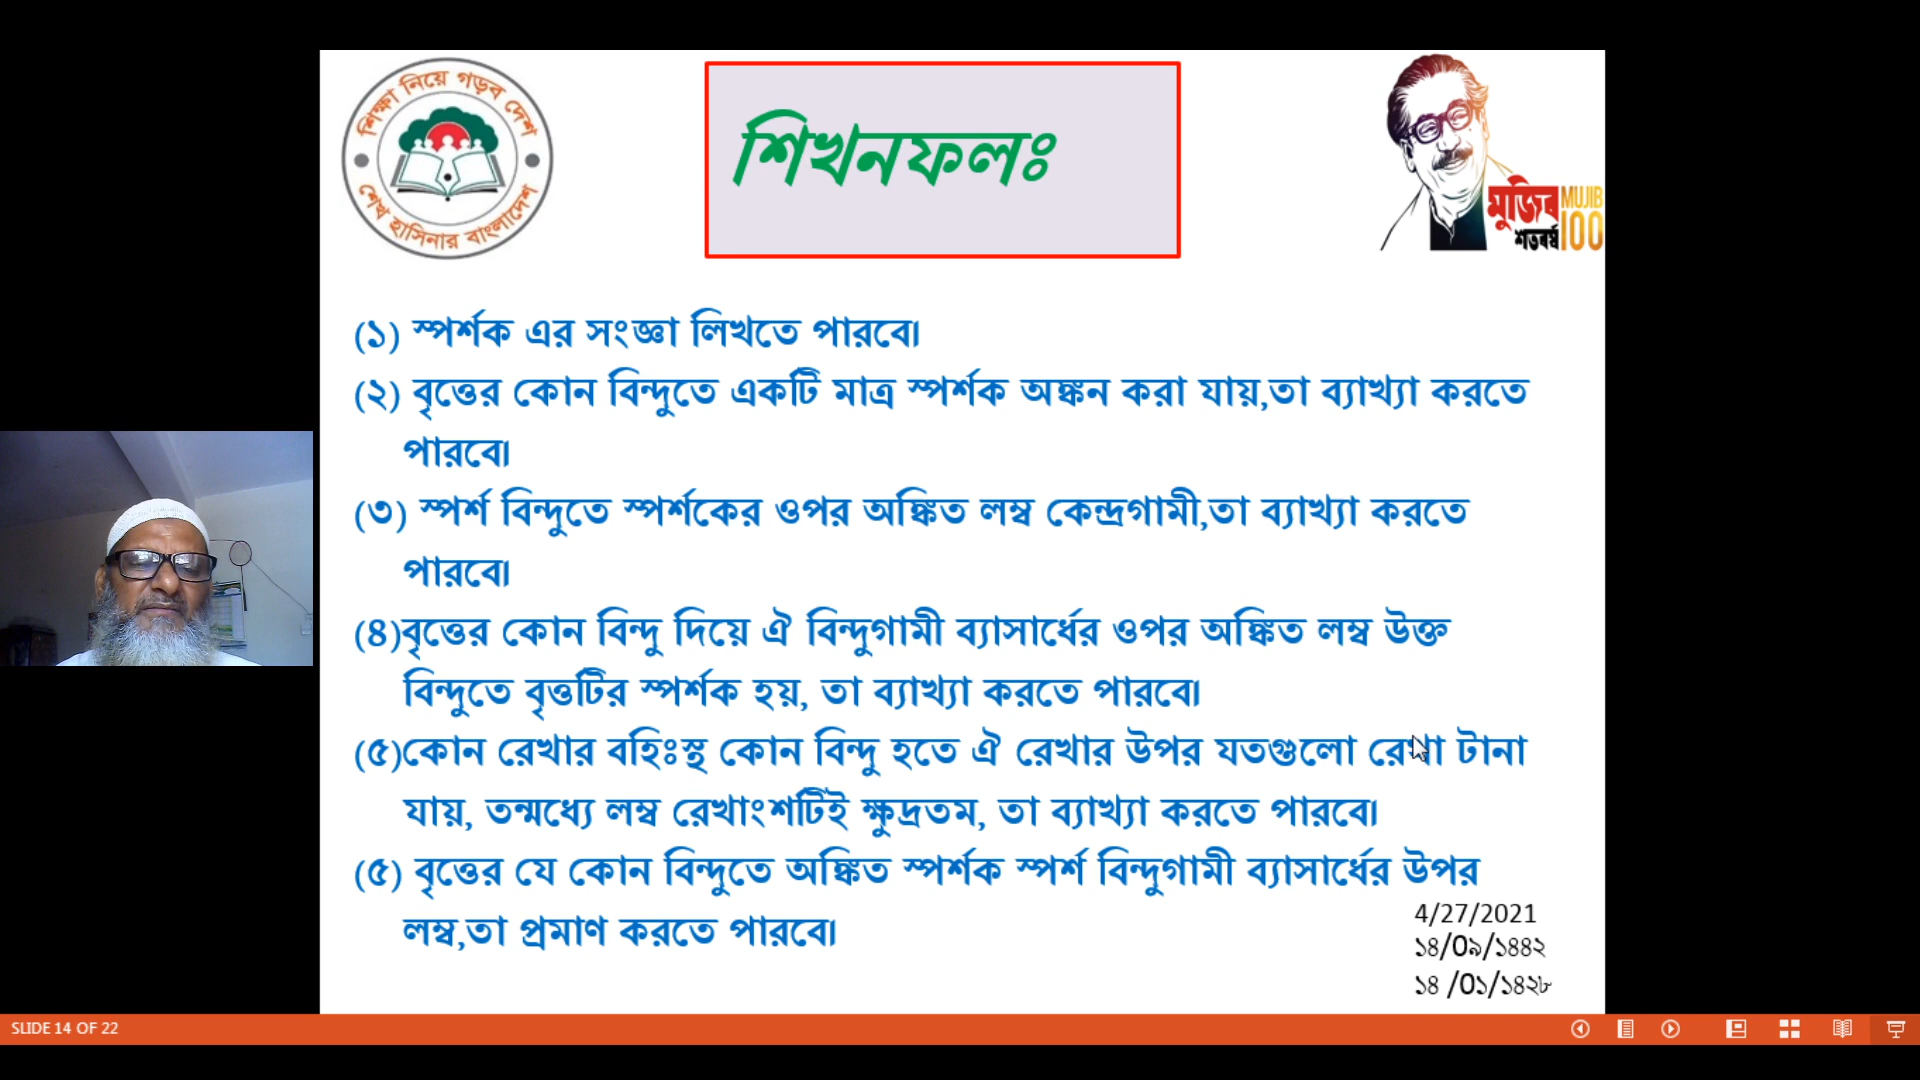 শিক্ষা নিয়ে গড়ব দেশ
শেখ হাসিনার বাংলাদেশ
শিখনফলঃ
মুজিব
শতবর্ষ
MUJIB
100
(১) স্পর্শক এর সংজ্ঞা লিখতে পারবে।
(২) বৃত্তের কোন বিন্দুতে একটি মাত্র স্পর্শক অঙ্কন করা যায়,তা ব্যাখ্যা করতে
পারবে।
(৩) স্পর্শ বিন্দুতে স্পর্শকের ওপর অঙ্কিত লম্ব কেন্দ্রগামী,তা ব্যাখ্যা করতে
পারবে।
(৪)বৃত্তের কোন বিন্দু দিয়ে ঐ বিন্দুগামী ব্যাসার্ধের ওপর অঙ্কিত লম্ব উক্ত
বিন্দুতে বৃত্তটির স্পর্শক হয়, তা ব্যাখ্যা করতে পারবে।
(৫)কোন রেখার বহিঃস্থ কোন বিন্দু হতে ঐ রেখার উপর যতগুলো রেখা টানা
যায়, তন্মধ্যে লম্ব রেখাংশটিই ক্ষুদ্রতম, তা ব্যাখ্যা করতে পারবে।
(৫) বৃত্তের যে কোন বিন্দুতে অঙ্কিত স্পর্শক স্পর্শ বিন্দুগামী ব্যাসার্ধের উপর
লম্ব,তা প্রমাণ করতে পারবে।
4/27/2021
১৪/0৯/১৪৪২
১৪ /0১/১৪২৮
SLIDE 14 OF 22